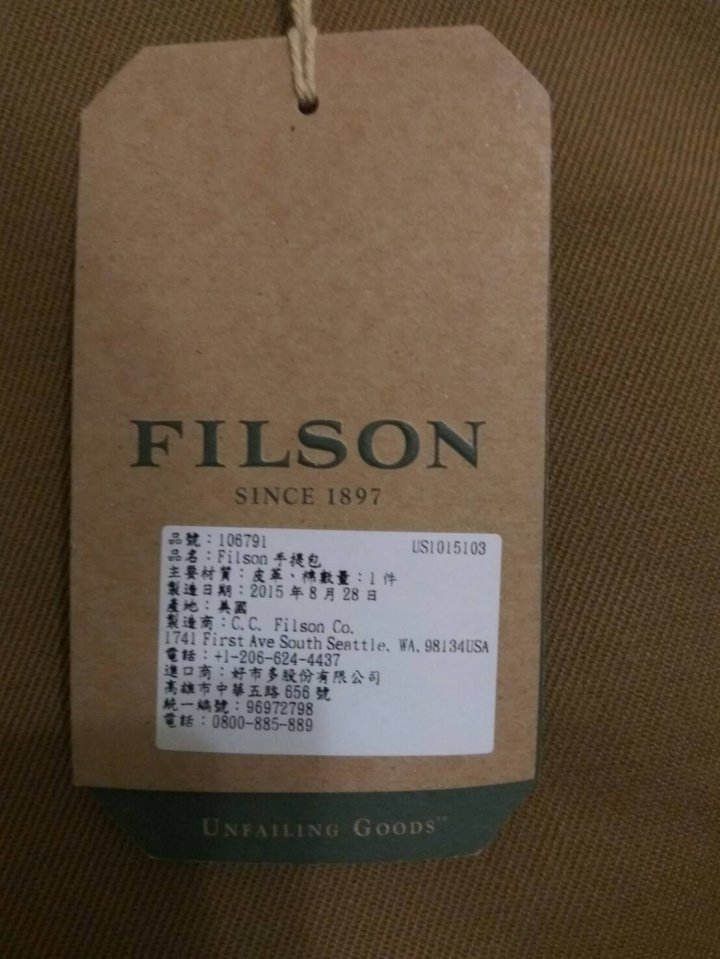 FILSON
SINCE 1897
品號：106791 US1015103
品名：Filson 手提包
主要材質：皮革、棉數量：1 件
製造日期：2015 年 8 月 28 日
產地：美國
製造商：C.C. Filson Co.
1741 First Ave South Seattle, WA, 98134USA
電話：+1-206-624-4437
進口商：好市多股份有限公司
高雄市中華五路 656 號
統一編號：96972798
電話：0800-885-889
UNFAILING GOODS™